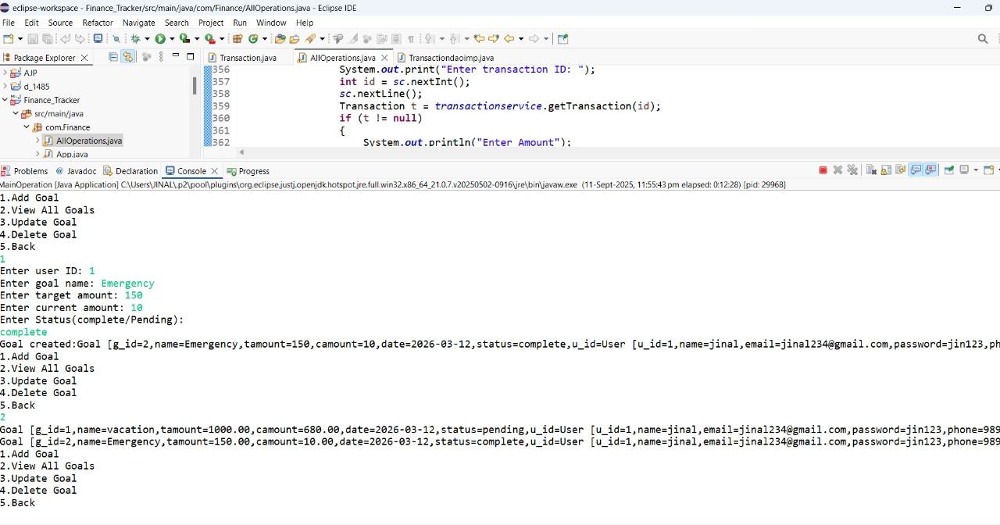 eclipse-workspace - Finance_Tracker/src/main/java/com/Finance/AllOperations.java - Eclipse IDE
File Edit Source Refactor Navigate Search Project Run Window Help
Package Explorer
Transaction.java AllOperations.java Transactiondaoimp.java
AJP
d_1485
Finance_Tracker
src/main/java
com.Finance
AllOperations.java
App.java
356 System.out.print("Enter transaction ID: ");
357 int id = sc.nextInt();
358 sc.nextLine();
359 Transaction t = transactionservice.getTransaction(id);
360 if (t != null)
361 {
362 System.out.println("Enter Amount");
Problems Javadoc Declaration Console Progress
MainOperation [Java Application] C:\Users\JINAL\.p2\pool\plugins\org.eclipse.justj.openjdk.hotspot.jre.full.win32.x86_64_21.0.7.v20250502-0916\jre\bin\javaw.exe (11-Sept-2025, 11:55:43 pm elapsed: 0:12:28) [pid: 29968]
1.Add Goal
2.View All Goals
3.Update Goal
4.Delete Goal
5.Back
1
Enter user ID: 1
Enter goal name: Emergency
Enter target amount: 150
Enter current amount: 10
Enter Status(complete/Pending):
complete
Goal created:Goal [g_id=2,name=Emergency,tamount=150,camount=10,date=2026-03-12,status=complete,u_id=User [u_id=1,name=jinal,email=jinal234@gmail.com,password=jin123,ph
1.Add Goal
2.View All Goals
3.Update Goal
4.Delete Goal
5.Back
2
Goal [g_id=1,name=vacation,tamount=1000.00,camount=680.00,date=2026-03-12,status=pending,u_id=User [u_id=1,name=jinal,email=jinal234@gmail.com,password=jin123,phone=989
Goal [g_id=2,name=Emergency,tamount=150.00,camount=10.00,date=2026-03-12,status=complete,u_id=User [u_id=1,name=jinal,email=jinal234@gmail.com,password=jin123,phone=989
1.Add Goal
2.View All Goals
3.Update Goal
4.Delete Goal
5.Back